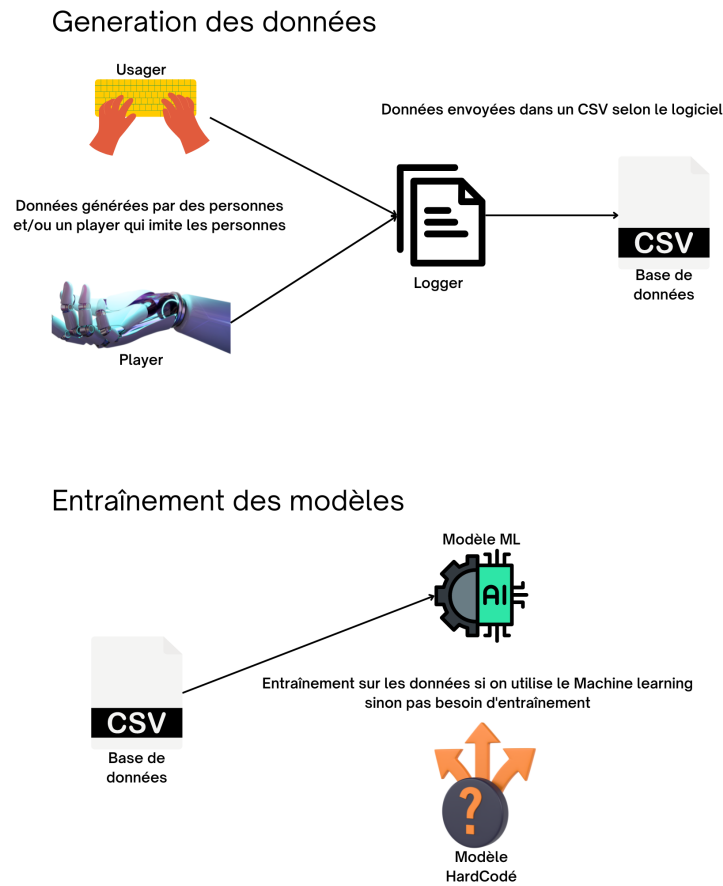 Generation des données
Usager
Données envoyées dans un CSV selon le logiciel
Données générées par des personnes
et/ou un player qui imite les personnes
CSV
Logger
Base de
données
Player
Entraînement des modèles
Modèle ML
AI
Entraînement sur les données si on utilise le Machine learning
sinon pas besoin d'entraînement
CSV
Base de
données
?
Modèle
HardCodé